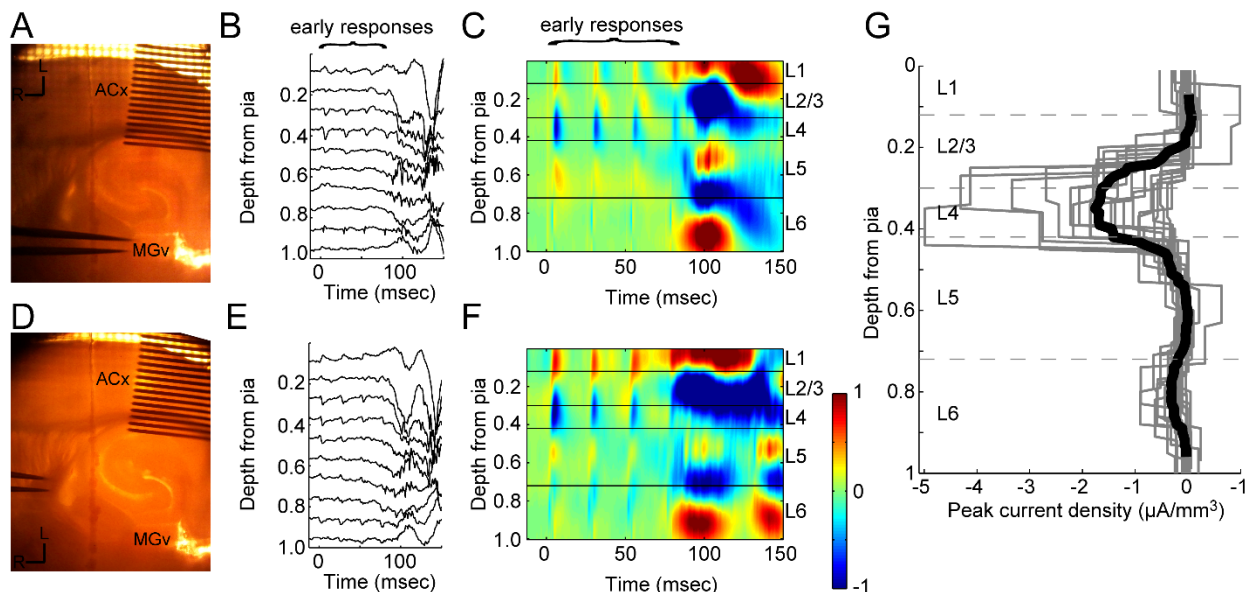 A
L
R
ACx
MGv
B
early responses
Depth from pia
0.2
0.4
0.6
0.8
1.0
0
100
Time (msec)
C
early responses
Depth from pia
0.2
0.4
0.6
0.8
1.0
0
50
100
150
Time (msec)
L1
L2/3
L4
L5
L6
D
ACx
MGv
L
R
E
Depth from pia
0.2
0.4
0.6
0.8
1.0
0
100
Time (msec)
F
Depth from pia
0.2
0.4
0.6
0.8
1.0
0
50
100
150
Time (msec)
L1
L2/3
L4
L5
L6
1
0
-1
G
Depth from pia
0
0.2
0.4
0.6
0.8
1
L1
L2/3
L4
L5
L6
-5
-4
-3
-2
-1
0
-1
Peak current density (µA/mm³)